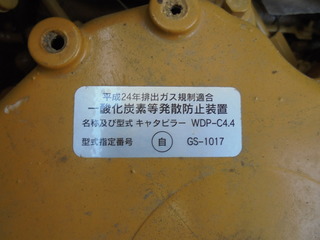 平成24年排出ガス規制適合
一酸化炭素等発散防止装置
名称及び型式 キャタピラー WDP-C4.4
型式指定番号 自 GS-1017